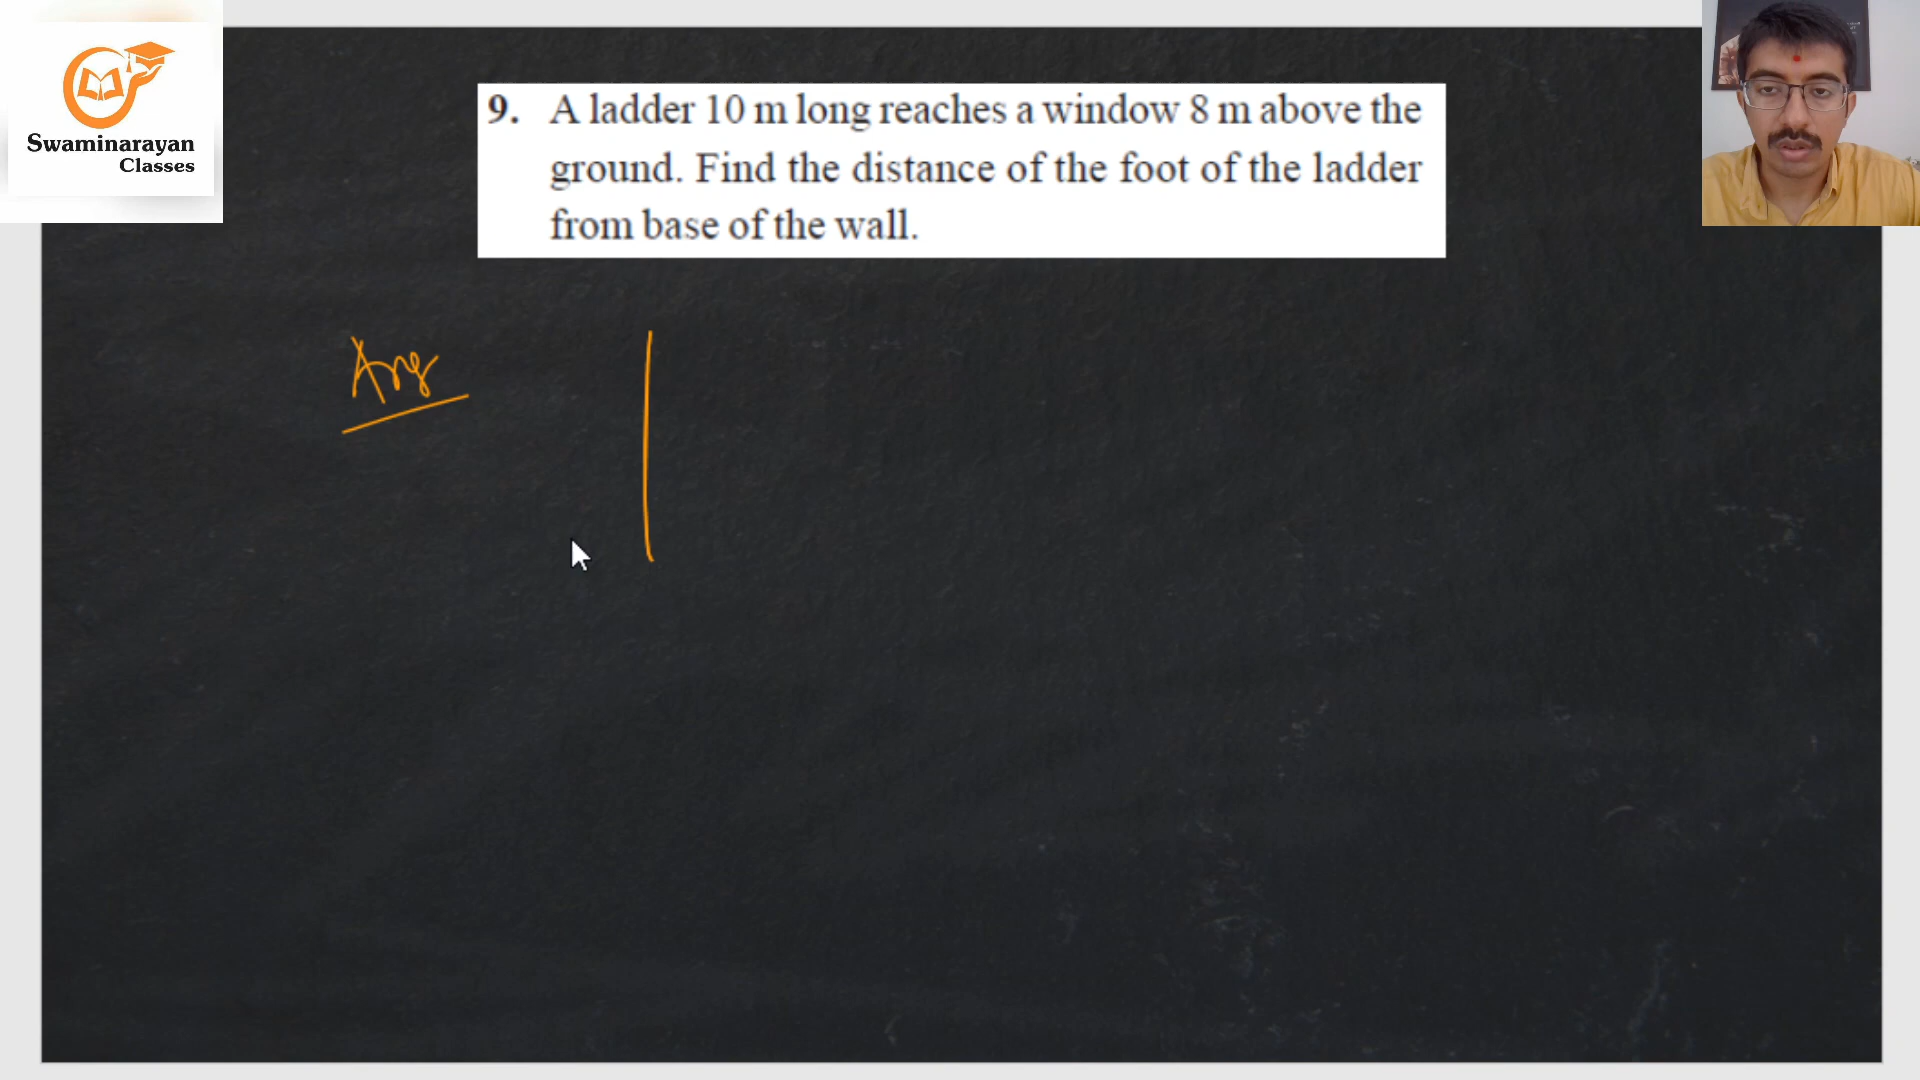 Swaminarayan
Classes
9. A ladder 10 m long reaches a window 8 m above the
ground. Find the distance of the foot of the ladder
from base of the wall.
Ans